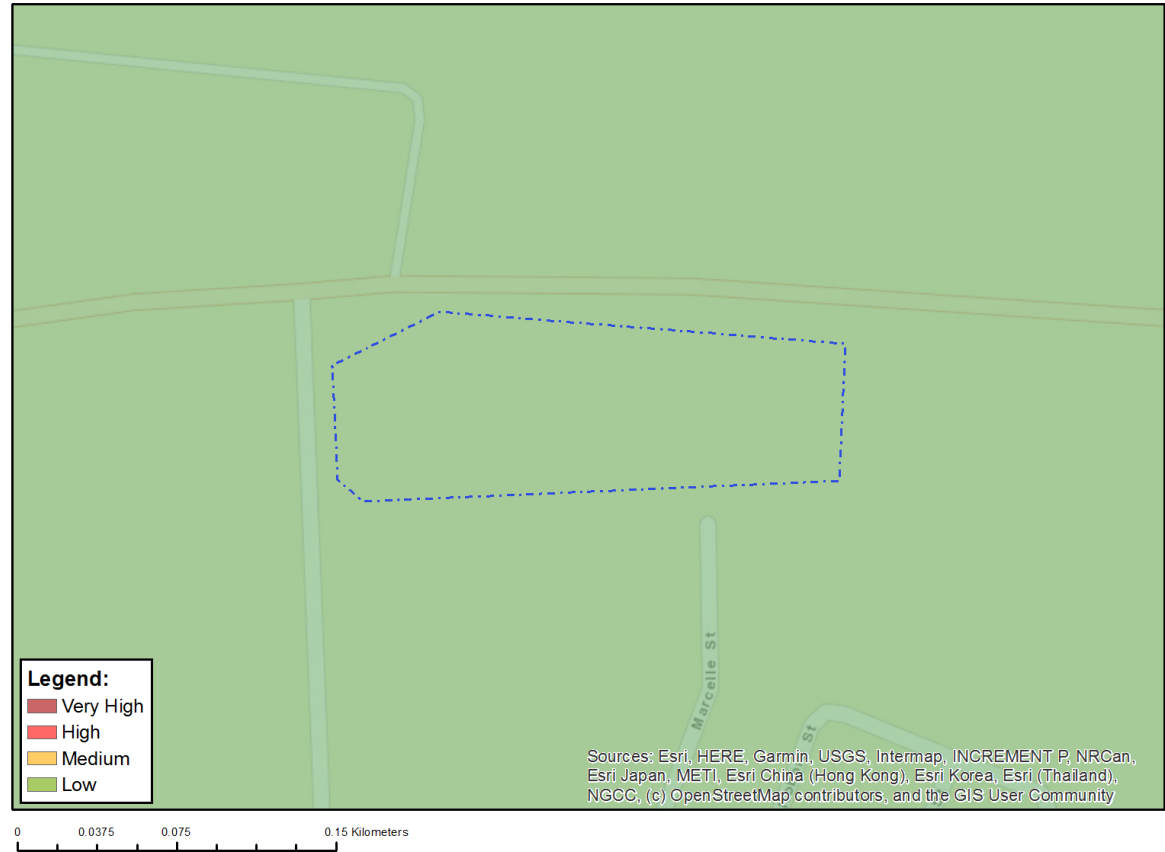 Marcelle St
St
St
Legend:
Very High
High
Medium
Low
Sources: Esri, HERE, Garmin, USGS, Intermap, INCREMENT P, NRCan,
Esri Japan, METI, Esri China (Hong Kong), Esri Korea, Esri (Thailand),
NGCC, (c) OpenStreetMap contributors, and the GIS User Community
0 0.0375 0.075 0.15 Kilometers